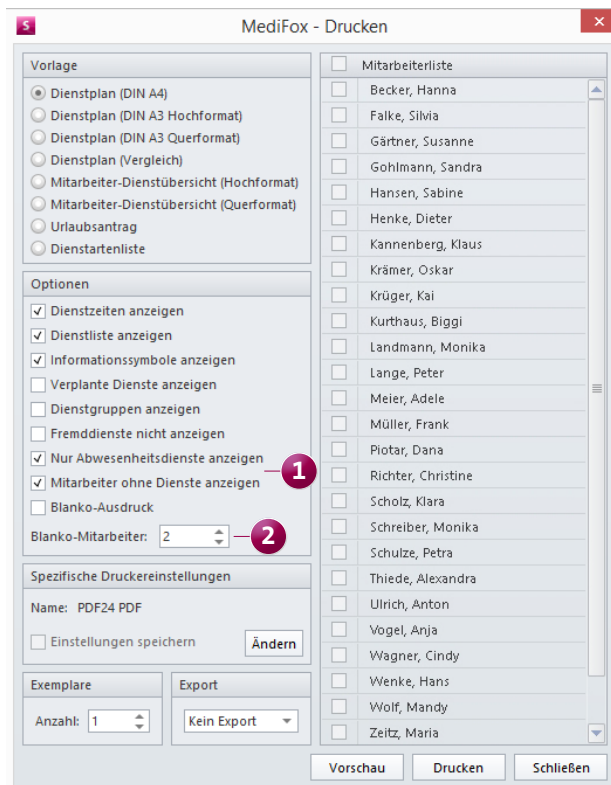 S
MediFox - Drucken
Vorlage
Dienstplan (DIN A4)
Dienstplan (DIN A3 Hochformat)
Dienstplan (DIN A3 Querformat)
Dienstplan (Vergleich)
Mitarbeiter-Dienstübersicht (Hochformat)
Mitarbeiter-Dienstübersicht (Querformat)
Urlaubsantrag
Dienstartenliste
Optionen
Dienstzeiten anzeigen
Dienstliste anzeigen
Informationssymbole anzeigen
Verplante Dienste anzeigen
Dienstgruppen anzeigen
Fremddienste nicht anzeigen
Nur Abwesenheitsdienste anzeigen
1
Mitarbeiter ohne Dienste anzeigen
Blanko-Ausdruck
Blanko-Mitarbeiter: 2
2
Spezifische Druckereinstellungen
Name: PDF24 PDF
Einstellungen speichern
Ändern
Exemplare
Anzahl: 1
Export
Kein Export
Mitarbeiterliste
Becker, Hanna
Falke, Silvia
Gärtner, Susanne
Gohlmann, Sandra
Hansen, Sabine
Henke, Dieter
Kannenberg, Klaus
Krämer, Oskar
Krüger, Kai
Kurthaus, Biggi
Landmann, Monika
Lange, Peter
Meier, Adele
Müller, Frank
Piotar, Dana
Richter, Christine
Scholz, Klara
Schreiber, Monika
Schulze, Petra
Thiede, Alexandra
Ulrich, Anton
Vogel, Anja
Wagner, Cindy
Wenke, Hans
Wolf, Mandy
Zeitz, Maria
Vorschau
Drucken
Schließen